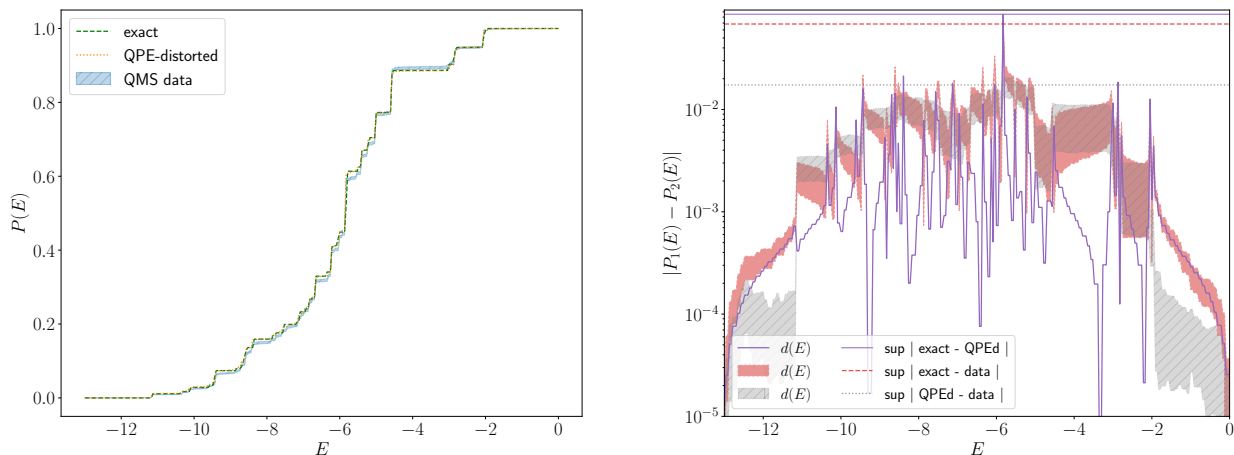 exact
QPE-distorted
QMS data
1.0
0.8
0.6
0.4
0.2
0.0
P(E)
−12 −10 −8 −6 −4 −2 0
E
10⁻²
10⁻³
10⁻⁴
10⁻⁵
|P₁(E) − P₂(E)|
d(E) sup | exact - QPEd |
d(E) sup | exact - data |
d(E) sup | QPEd - data |
−12 −10 −8 −6 −4 −2 0
E